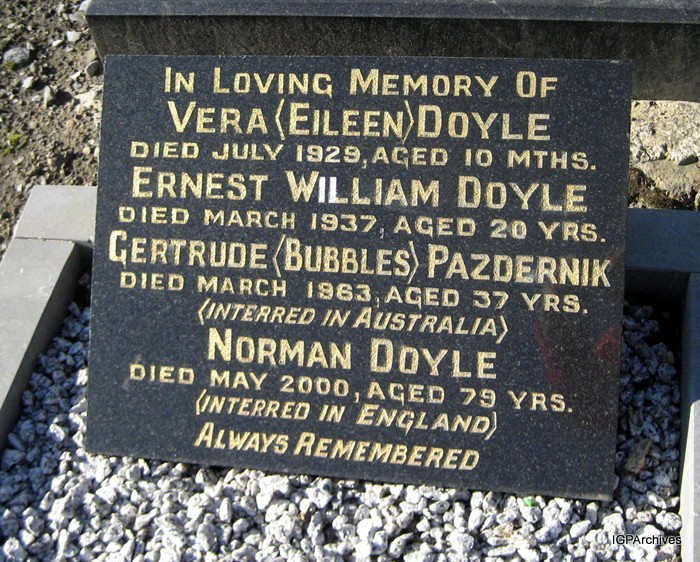 IN LOVING MEMORY OF
VERA (EILEEN) DOYLE
DIED JULY 1929, AGED 10 MTHS.
ERNEST WILLIAM DOYLE
DIED MARCH 1937, AGED 20 YRS.
GERTRUDE (BUBBLES) PAZDERNIK
DIED MARCH 1963, AGED 37 YRS.
(INTERRED IN AUSTRALIA)
NORMAN DOYLE
DIED MAY 2000, AGED 79 YRS.
(INTERRED IN ENGLAND)
ALWAYS REMEMBERED
IGPArchives